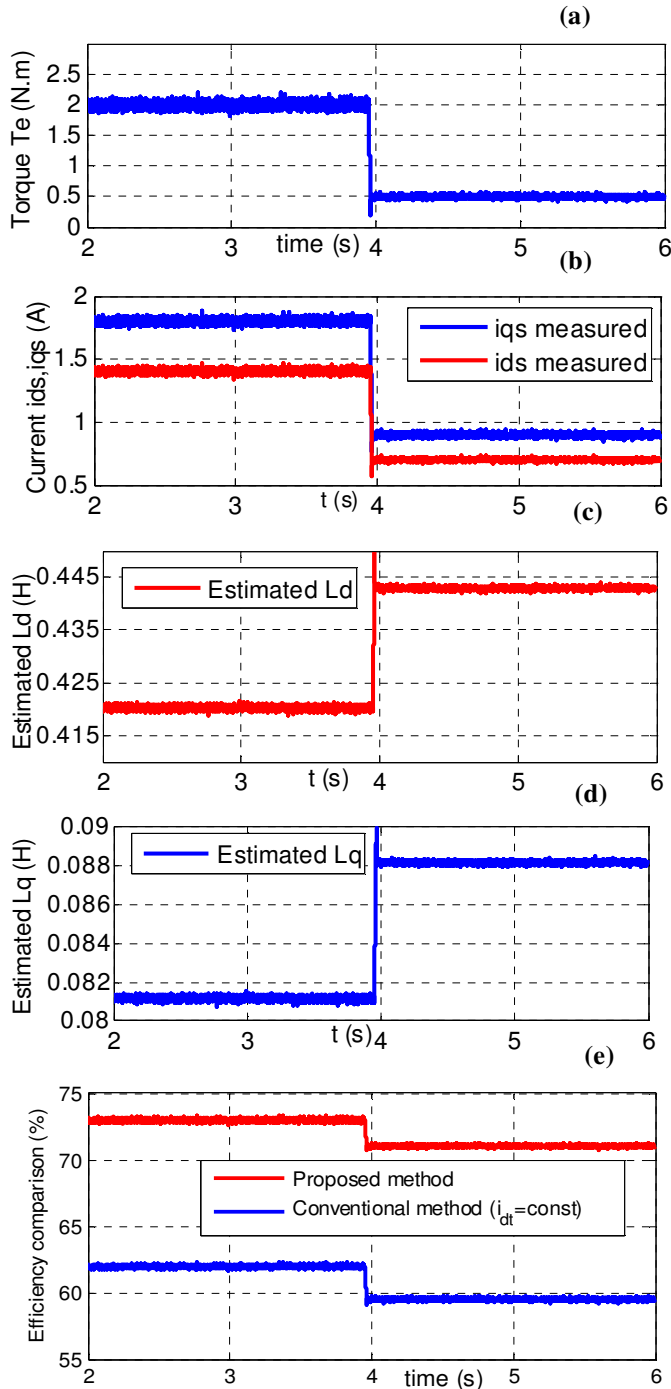 (a)
Torque Te (N.m)
2.5
2
1.5
1
0.5
0
2
3
4
5
6
time (s)
(b)
Current ids,iqs (A)
2
1.5
1
0.5
iqs measured
ids measured
2
3
4
5
6
t (s)
(c)
Estimated Ld (H)
0.445
0.435
0.420
0.415
Estimated Ld
2
3
4
5
6
t (s)
(d)
Estimated Lq (H)
0.09
0.088
0.086
0.084
0.082
0.08
Estimated Lq
2
3
4
5
6
t (s)
(e)
Efficiency comparison (%)
75
70
65
60
55
Proposed method
Conventional method (i_dt=const)
2
3
4
5
6
time (s)